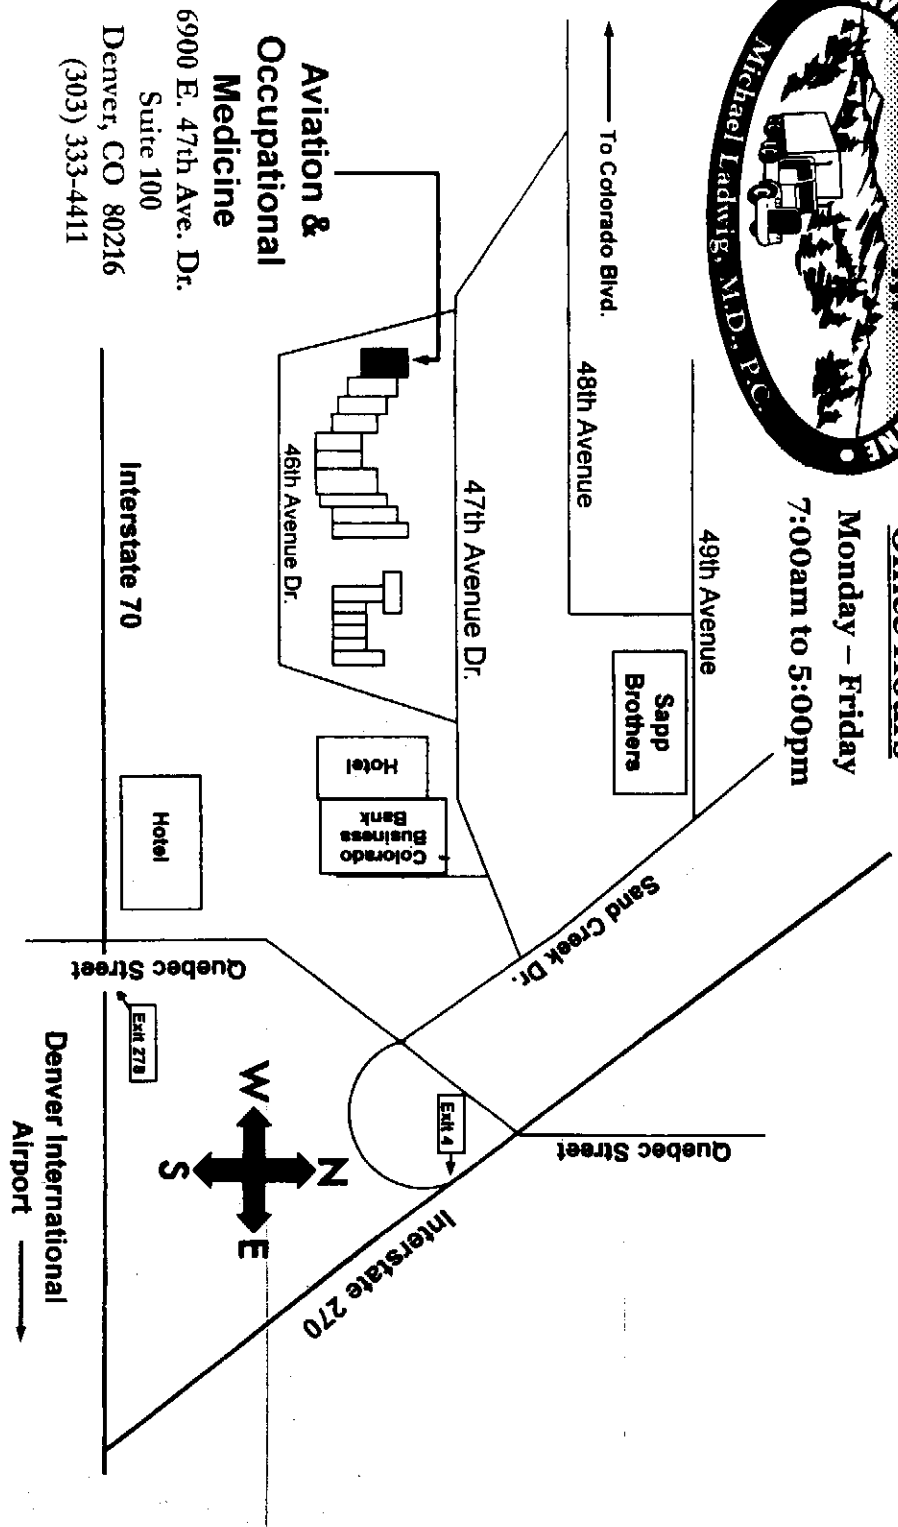 Michael Ladwig, M.D., P.C.
Office Hours
Monday – Friday
7:00am to 5:00pm
To Colorado Blvd.
48th Avenue
49th Avenue
Sapp
Brothers
Aviation &
Occupational
Medicine
6900 E. 47th Ave. Dr.
Suite 100
Denver, CO 80216
(303) 333-4411
47th Avenue Dr.
46th Avenue Dr.
Interstate 70
Hotel
Colorado
Business
Bank
Hotel
Sand Creek Dr.
Quebec Street
Exit 278
Exit 4
Quebec Street
Interstate 270
N
W
E
S
Denver International
Airport